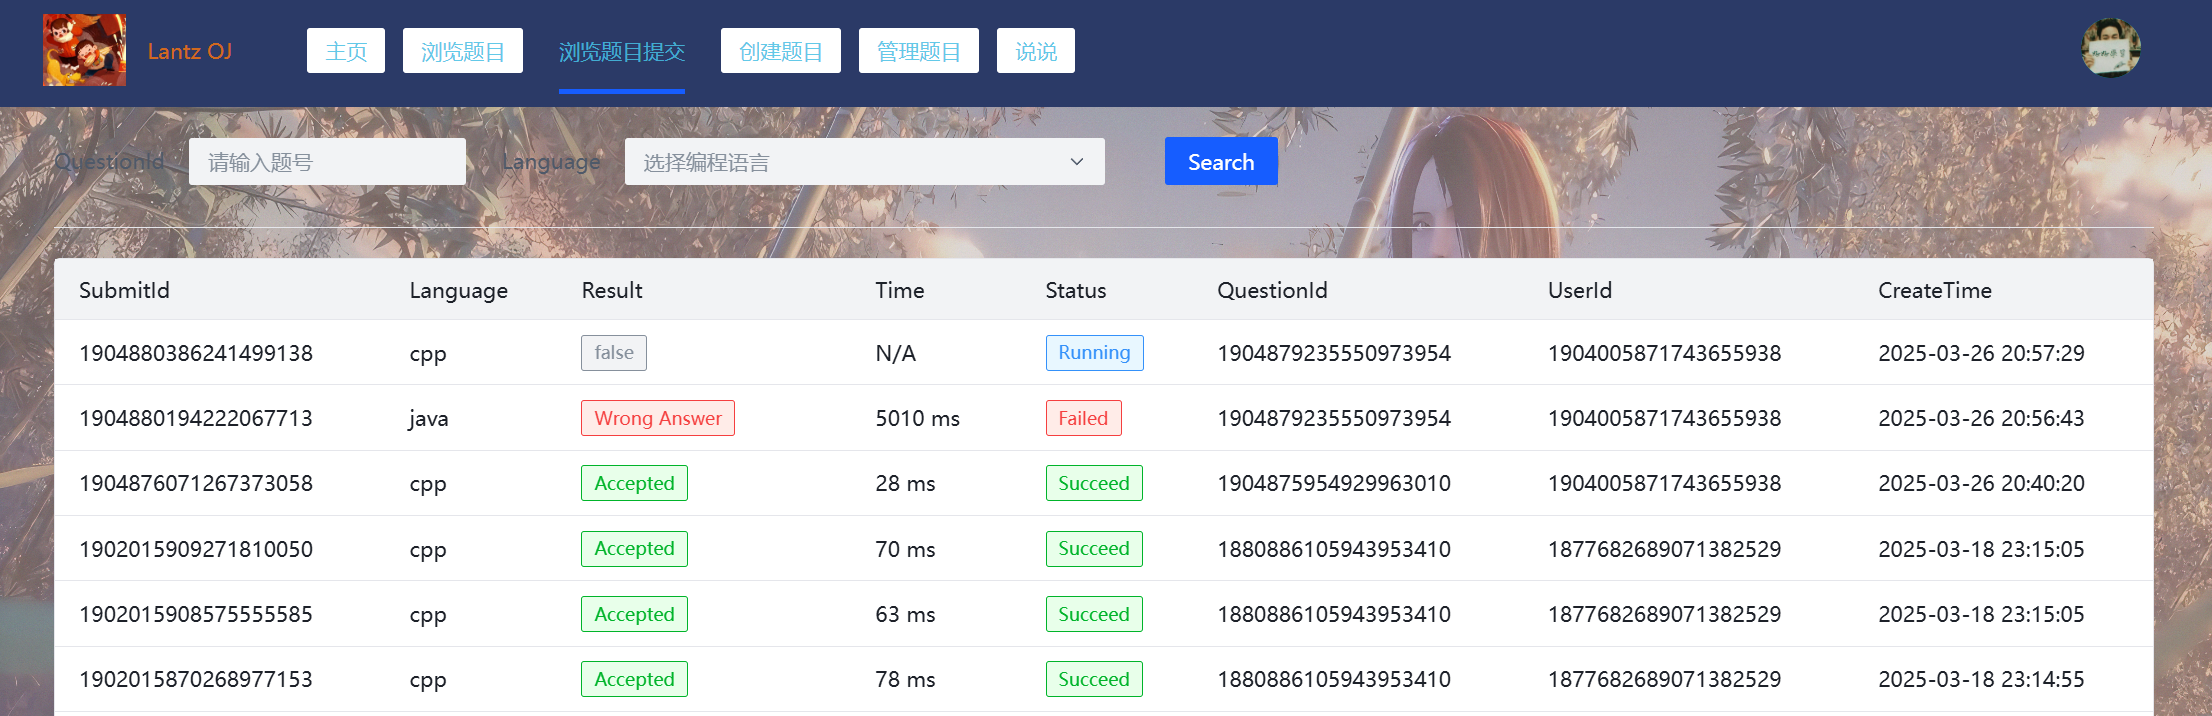 Lantz OJ 主页 浏览题目 浏览题目提交 创建题目 管理题目 说说
QuestionId 请输入题号 Language 选择编程语言 Search
SubmitId Language Result Time Status QuestionId UserId CreateTime
1904880386241499138 cpp false N/A Running 1904879235550973954 1904005871743655938 2025-03-26 20:57:29
1904880194222067713 java Wrong Answer 5010 ms Failed 1904879235550973954 1904005871743655938 2025-03-26 20:56:43
1904876071267373058 cpp Accepted 28 ms Succeed 1904875954929963010 1904005871743655938 2025-03-26 20:40:20
1902015909271810050 cpp Accepted 70 ms Succeed 1880886105943953410 1877682689071382529 2025-03-18 23:15:05
1902015908575555585 cpp Accepted 63 ms Succeed 1880886105943953410 1877682689071382529 2025-03-18 23:15:05
1902015870268977153 cpp Accepted 78 ms Succeed 1880886105943953410 1877682689071382529 2025-03-18 23:14:55